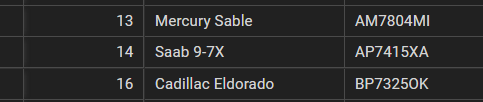 13 Mercury Sable AM7804MI
14 Saab 9-7X AP7415XA
16 Cadillac Eldorado BP7325OK